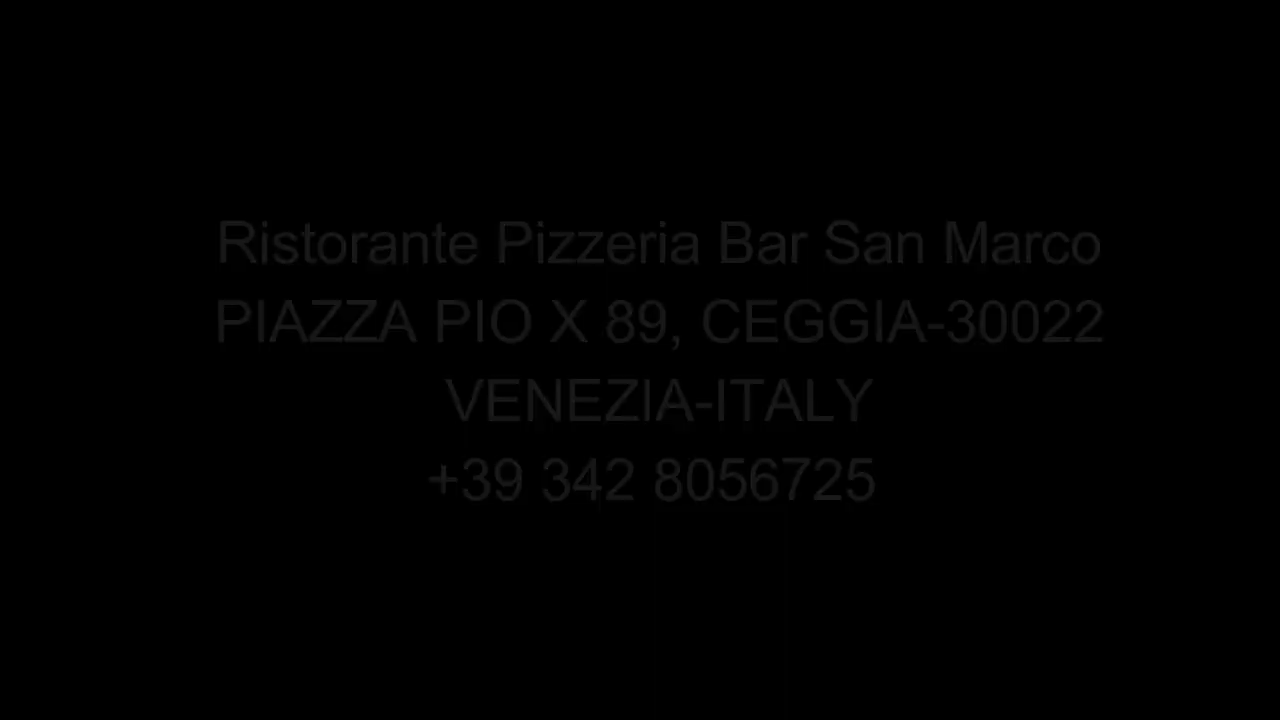 Ristorante Pizzeria Bar San Marco
PIAZZA PIO X 89, CEGGIA-30022
VENEZIA-ITALY
+39 342 8056725